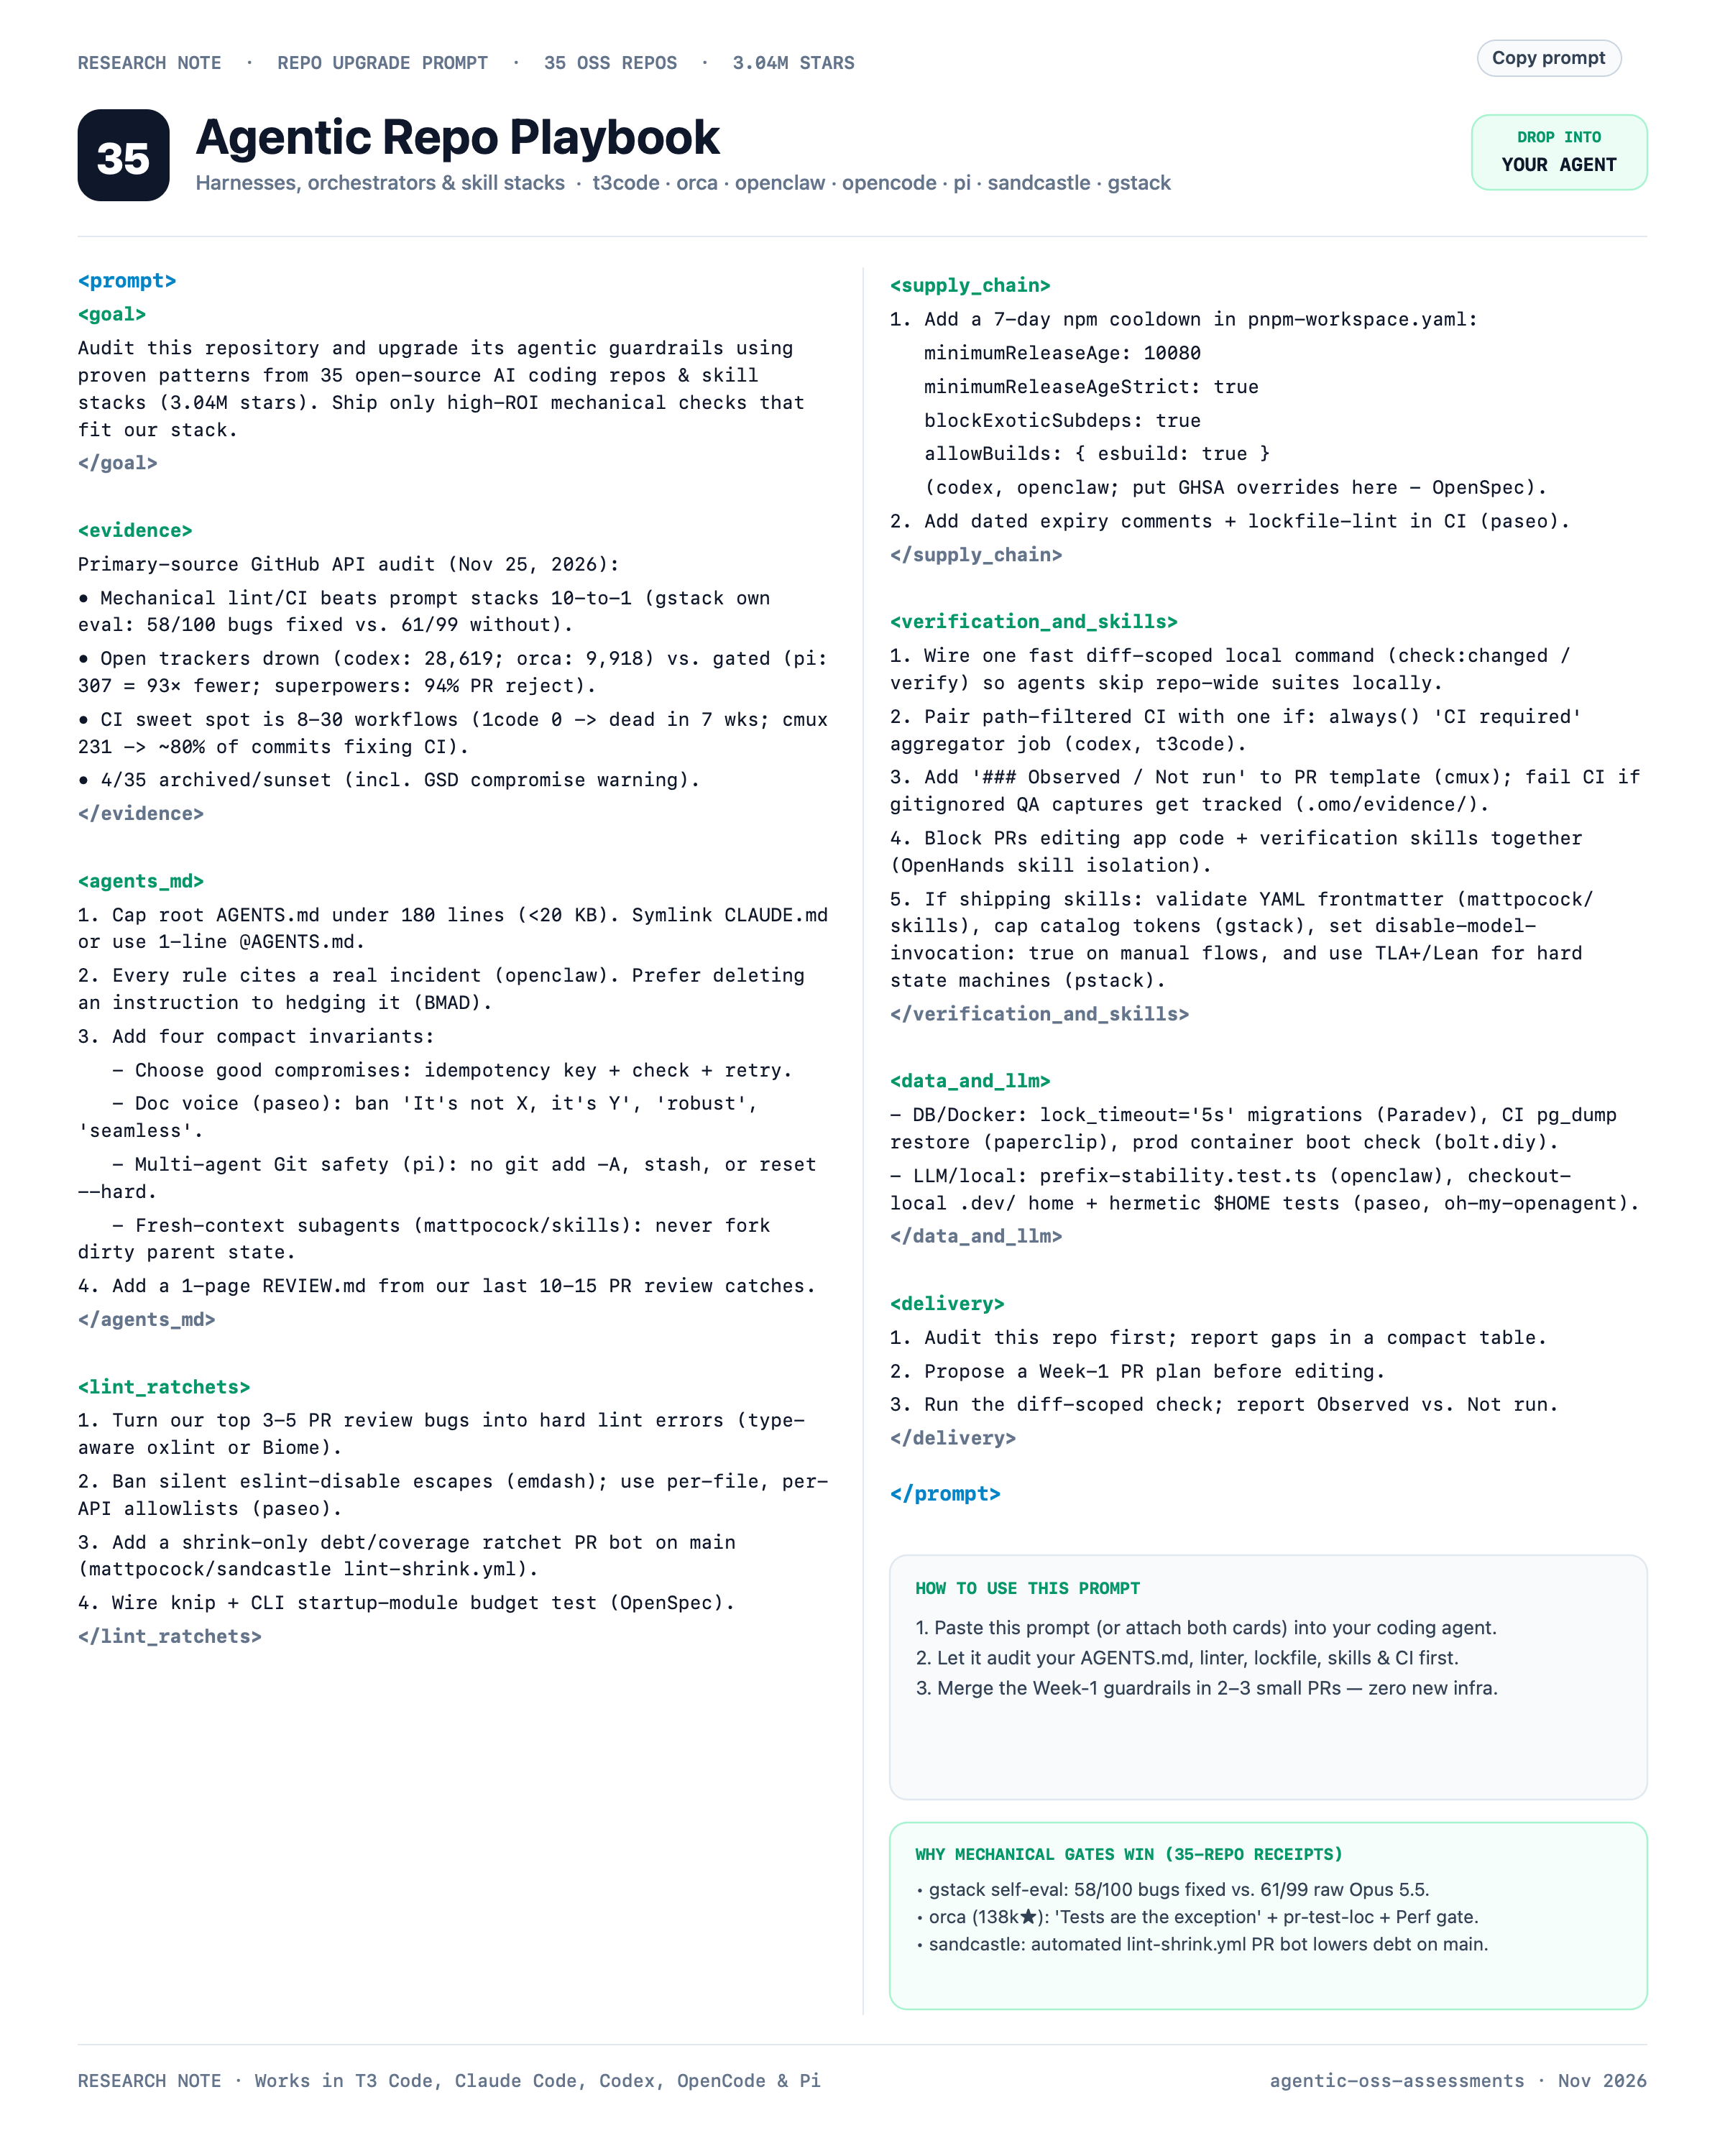 RESEARCH NOTE · REPO UPGRADE PROMPT · 35 OSS REPOS · 3.04M STARS
Copy prompt
35
Agentic Repo Playbook
Harnesses, orchestrators & skill stacks · t3code · orca · openclaw · opencode · pi · sandcastle · gstack
DROP INTO
YOUR AGENT
<prompt>
<goal>
Audit this repository and upgrade its agentic guardrails using
proven patterns from 35 open-source AI coding repos & skill
stacks (3.04M stars). Ship only high-ROI mechanical checks that
fit our stack.
</goal>
<evidence>
Primary-source GitHub API audit (Nov 25, 2026):
• Mechanical lint/CI beats prompt stacks 10-to-1 (gstack own
eval: 58/100 bugs fixed vs. 61/99 without).
• Open trackers drown (codex: 28,619; orca: 9,918) vs. gated (pi:
307 = 93× fewer; superpowers: 94% PR reject).
• CI sweet spot is 8-30 workflows (1code 0 -> dead in 7 wks; cmux
231 -> ~80% of commits fixing CI).
• 4/35 archived/sunset (incl. GSD compromise warning).
</evidence>
<agents_md>
1. Cap root AGENTS.md under 180 lines (<20 KB). Symlink CLAUDE.md
or use 1-line @AGENTS.md.
2. Every rule cites a real incident (openclaw). Prefer deleting
an instruction to hedging it (BMAD).
3. Add four compact invariants:
- Choose good compromises: idempotency key + check + retry.
- Doc voice (paseo): ban 'It's not X, it's Y', 'robust',
'seamless'.
- Multi-agent Git safety (pi): no git add -A, stash, or reset
--hard.
- Fresh-context subagents (mattpocock/skills): never fork
dirty parent state.
4. Add a 1-page REVIEW.md from our last 10-15 PR review catches.
</agents_md>
<lint_ratchets>
1. Turn our top 3-5 PR review bugs into hard lint errors (type-
aware oxlint or Biome).
2. Ban silent eslint-disable escapes (emdash); use per-file, per-
API allowlists (paseo).
3. Add a shrink-only debt/coverage ratchet PR bot on main
(mattpocock/sandcastle lint-shrink.yml).
4. Wire knip + CLI startup-module budget test (OpenSpec).
</lint_ratchets>
<supply_chain>
1. Add a 7-day npm cooldown in pnpm-workspace.yaml:
minimumReleaseAge: 10080
minimumReleaseAgeStrict: true
blockExoticSubdeps: true
allowBuilds: { esbuild: true }
(codex, openclaw; put GHSA overrides here - OpenSpec).
2. Add dated expiry comments + lockfile-lint in CI (paseo).
</supply_chain>
<verification_and_skills>
1. Wire one fast diff-scoped local command (check:changed /
verify) so agents skip repo-wide suites locally.
2. Pair path-filtered CI with one if: always() 'CI required'
aggregator job (codex, t3code).
3. Add '### Observed / Not run' to PR template (cmux); fail CI if
gitignored QA captures get tracked (.omo/evidence/).
4. Block PRs editing app code + verification skills together
(OpenHands skill isolation).
5. If shipping skills: validate YAML frontmatter (mattpocock/
skills), cap catalog tokens (gstack), set disable-model-
invocation: true on manual flows, and use TLA+/Lean for hard
state machines (pstack).
</verification_and_skills>
<data_and_llm>
- DB/Docker: lock_timeout='5s' migrations (Paradev), CI pg_dump
restore (paperclip), prod container boot check (bolt.diy).
- LLM/local: prefix-stability.test.ts (openclaw), checkout-
local .dev/ home + hermetic $HOME tests (paseo, oh-my-openagent).
</data_and_llm>
<delivery>
1. Audit this repo first; report gaps in a compact table.
2. Propose a Week-1 PR plan before editing.
3. Run the diff-scoped check; report Observed vs. Not run.
</delivery>
</prompt>
HOW TO USE THIS PROMPT
1. Paste this prompt (or attach both cards) into your coding agent.
2. Let it audit your AGENTS.md, linter, lockfile, skills & CI first.
3. Merge the Week-1 guardrails in 2–3 small PRs — zero new infra.
WHY MECHANICAL GATES WIN (35-REPO RECEIPTS)
• gstack self-eval: 58/100 bugs fixed vs. 61/99 raw Opus 5.5.
• orca (138k★): 'Tests are the exception' + pr-test-loc + Perf gate.
• sandcastle: automated lint-shrink.yml PR bot lowers debt on main.
RESEARCH NOTE · Works in T3 Code, Claude Code, Codex, OpenCode & Pi
agentic-oss-assessments · Nov 2026